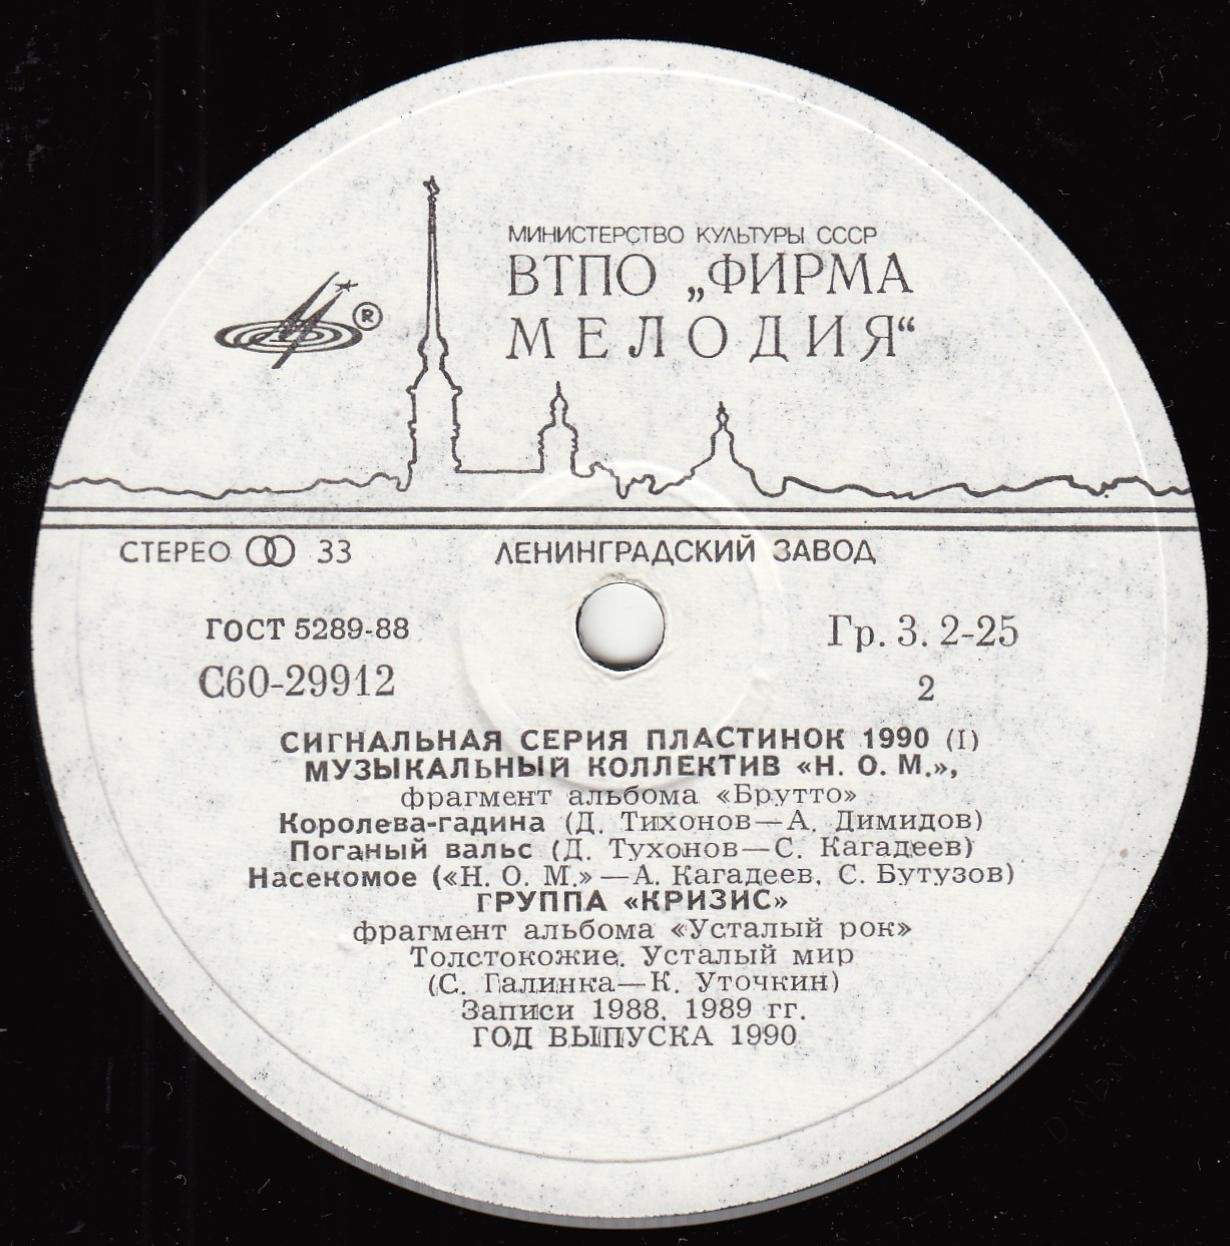 МИНИСТЕРСТВО КУЛЬТУРЫ СССР
ВТПО „ФИРМА
МЕЛОДИЯ“
®
СТЕРЕО 33
ЛЕНИНГРАДСКИЙ ЗАВОД
ГОСТ 5289-88
Гр. 3. 2-25
С60-29912
2
СИГНАЛЬНАЯ СЕРИЯ ПЛАСТИНОК 1990 (I)
МУЗЫКАЛЬНЫЙ КОЛЛЕКТИВ «Н. О. М.»,
фрагмент альбома «Брутто»
Королева-гадина (Д. Тихонов—А. Димидов)
Поганый вальс (Д. Тухонов—С. Кагадеев)
Насекомое («Н. О. М.»—А. Кагадеев, С. Бутузов)
ГРУППА «КРИЗИС»
фрагмент альбома «Усталый рок»
Толстокожие. Усталый мир
(С. Галинка—К. Уточкин)
Записи 1988, 1989 гг.
ГОД ВЫПУСКА 1990